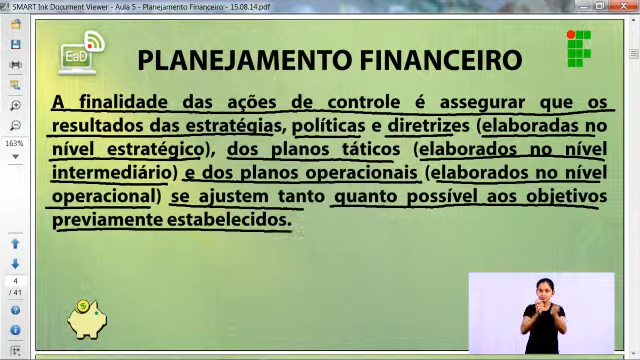 SMART Ink Document Viewer - Aula 5 - Planejamento Financeiro - 15.08.14.pdf
EaD
PLANEJAMENTO FINANCEIRO
A finalidade das ações de controle é assegurar que os
resultados das estratégias, políticas e diretrizes (elaboradas no
nível estratégico), dos planos táticos (elaborados no nível
intermediário) e dos planos operacionais (elaborados no nível
operacional) se ajustem tanto quanto possível aos objetivos
previamente estabelecidos.
163%
4
/ 41